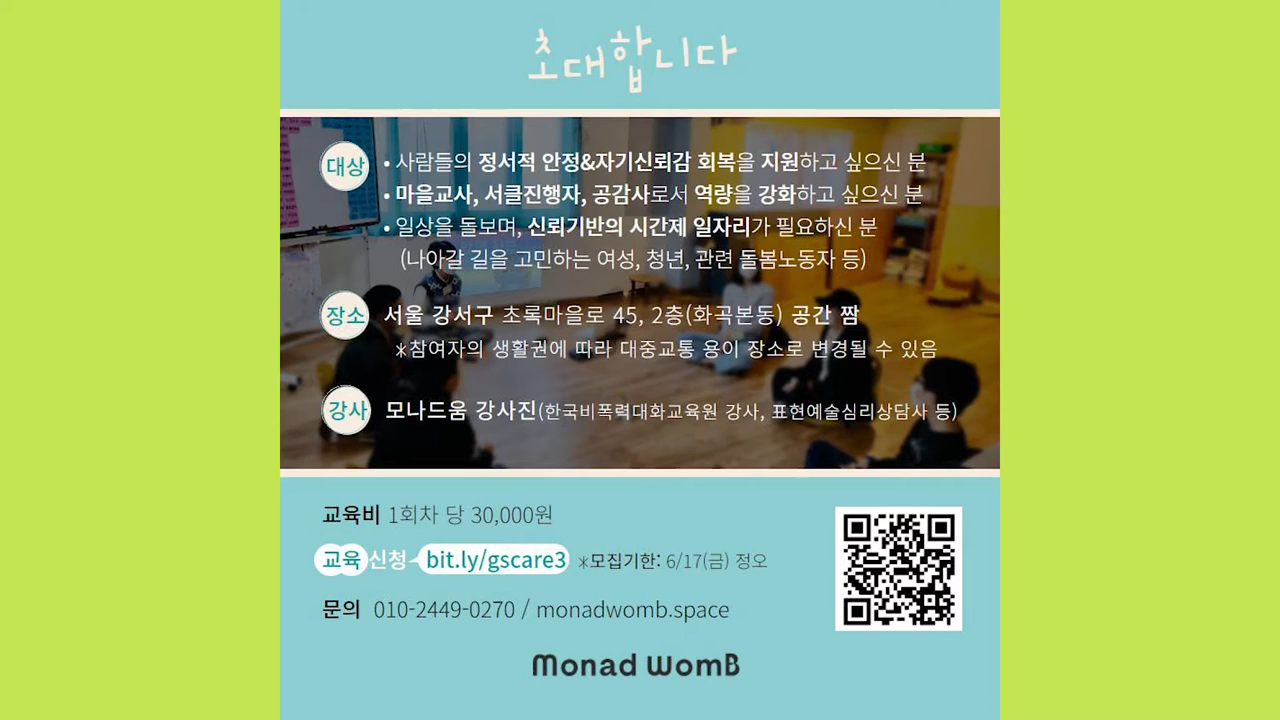 초대합니다
대상
• 사람들의 정서적 안정&자기신뢰감 회복을 지원하고 싶으신 분
• 마을교사, 서클진행자, 공감사로서 역량을 강화하고 싶으신 분
• 일상을 돌보며, 신뢰기반의 시간제 일자리가 필요하신 분
(나아갈 길을 고민하는 여성, 청년, 관련 돌봄노동자 등)
장소 서울 강서구 초록마을로 45, 2층(화곡본동) 공간 짬
*참여자의 생활권에 따라 대중교통 용이 장소로 변경될 수 있음
강사 모나드움 강사진(한국비폭력대화교육원 강사, 표현예술심리상담사 등)
교육비 1회차 당 30,000원
교육신청 bit.ly/gscare3 *모집기한: 6/17(금) 정오
문의 010-2449-0270 / monadwomb.space
Monad WomB